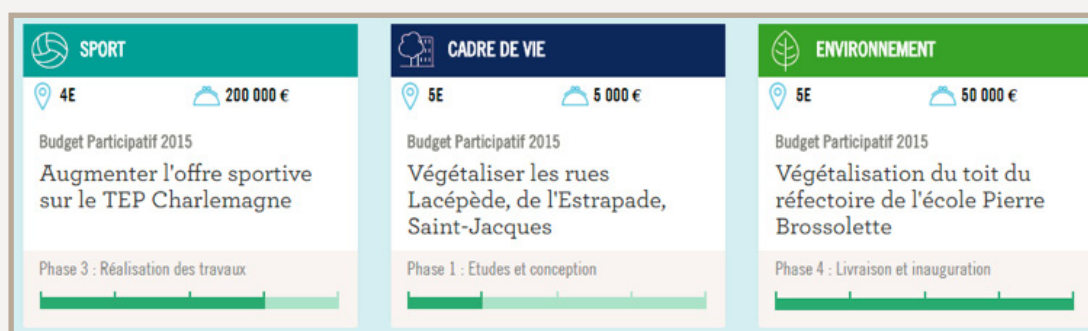 SPORT
4E 200 000 €
Budget Participatif 2015
Augmenter l'offre sportive
sur le TEP Charlemagne
Phase 3 : Réalisation des travaux
CADRE DE VIE
5E 5 000 €
Budget Participatif 2015
Végétaliser les rues
Lacépède, de l'Estrapade,
Saint-Jacques
Phase 1 : Etudes et conception
ENVIRONNEMENT
5E 50 000 €
Budget Participatif 2015
Végétalisation du toit du
réfectoire de l'école Pierre
Brossolette
Phase 4 : Livraison et inauguration